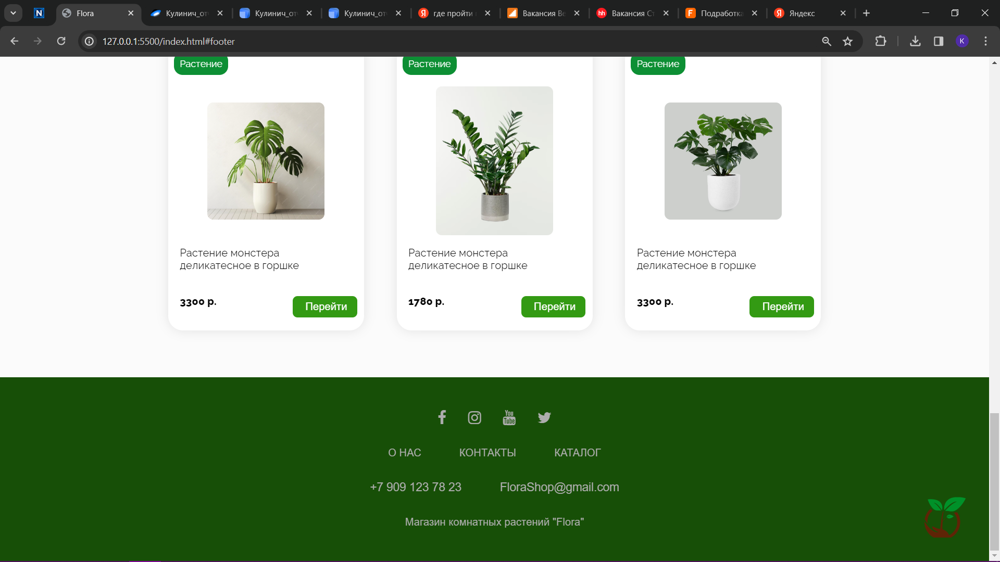 N
Flora
Кулинич_от
Кулинич_от
Кулинич_от
Я
где пройти
Вакансия Ве
hh
Вакансия Ст
F
Подработка
Я
Яндекс
127.0.0.1:5500/index.html#footer
K
Растение
Растение
Растение
Растение монстера
деликатесное в горшке
3300 р.
Перейти
Растение монстера
деликатесное в горшке
1780 р.
Перейти
Растение монстера
деликатесное в горшке
3300 р.
Перейти
You
Tube
О НАС
КОНТАКТЫ
КАТАЛОГ
+7 909 123 78 23
FloraShop@gmail.com
Магазин комнатных растений "Flora"